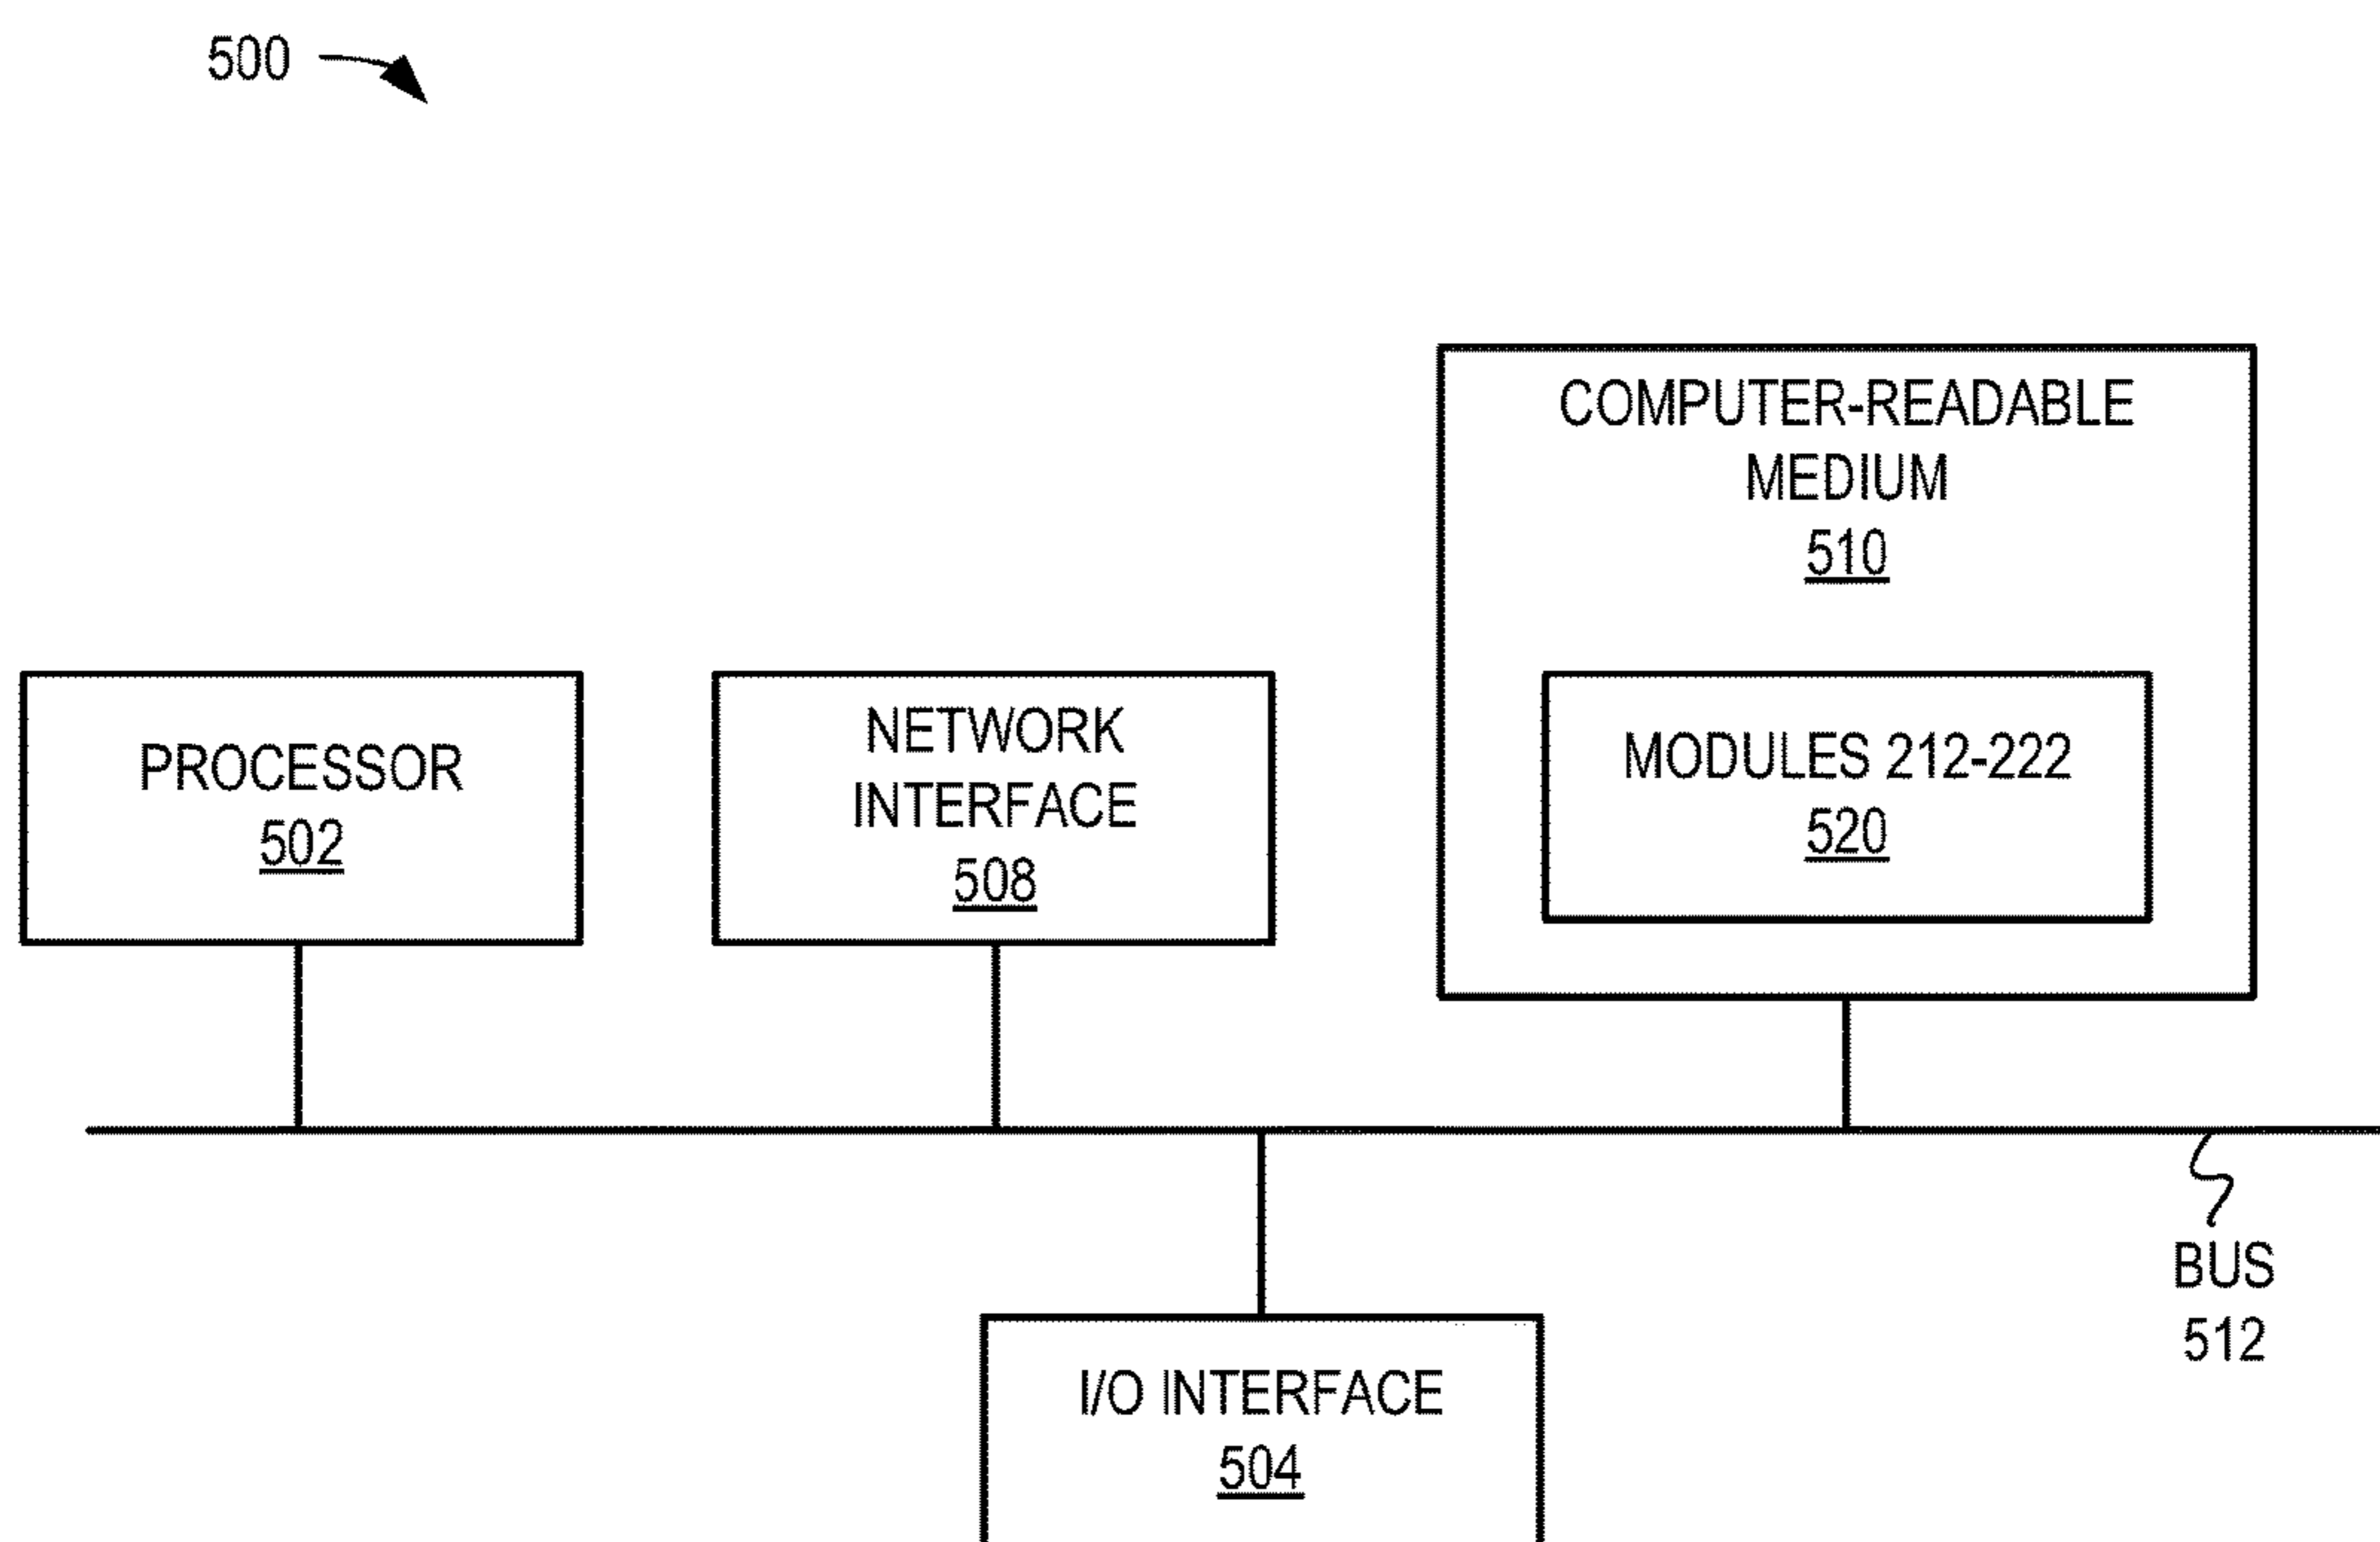 500
COMPUTER-READABLE
MEDIUM
510
PROCESSOR
502
NETWORK
INTERFACE
508
MODULES 212-222
520
BUS
512
I/O INTERFACE
504